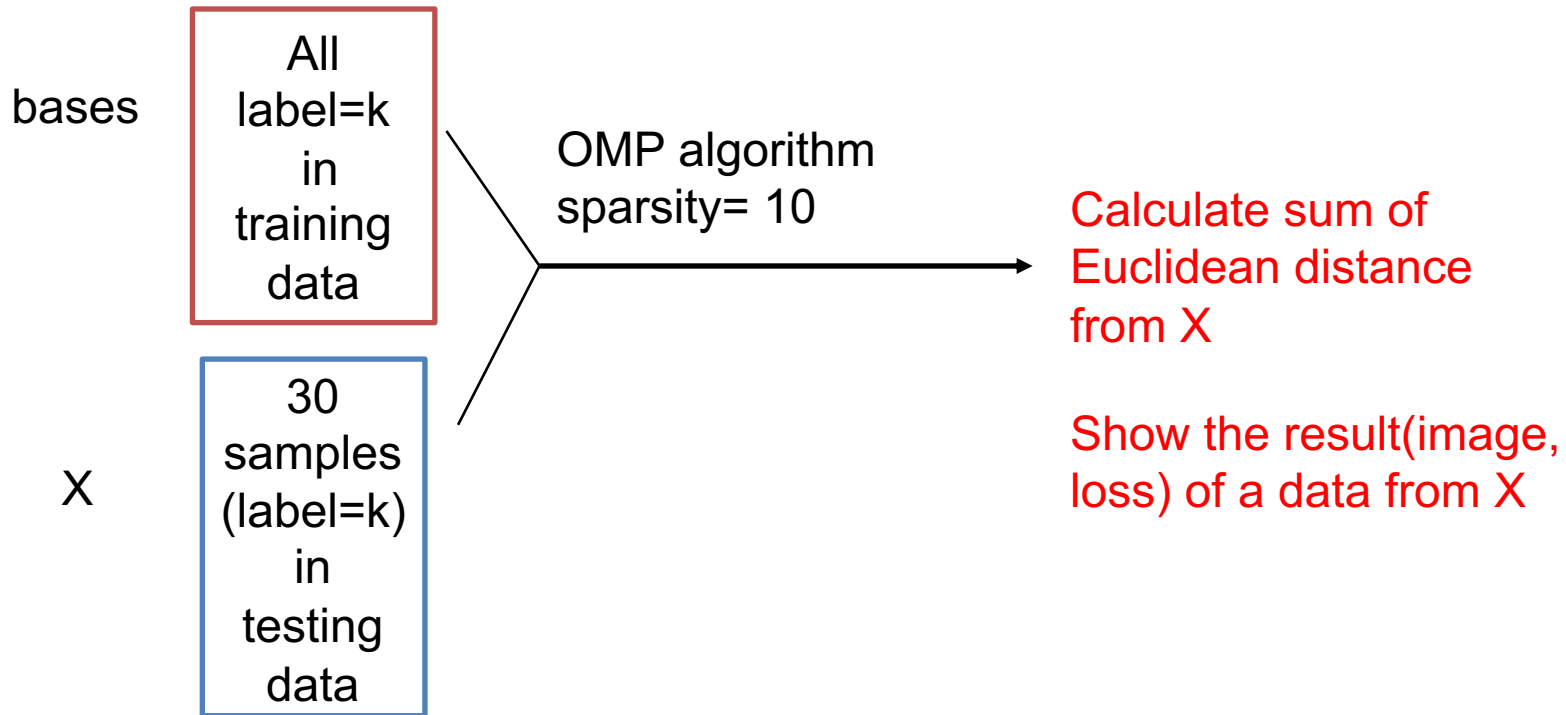 bases
All
label=k
in
training
data
OMP algorithm
sparsity= 10
Calculate sum of
Euclidean distance
from X
X
30
samples
(label=k)
in
testing
data
Show the result(image,
loss) of a data from X